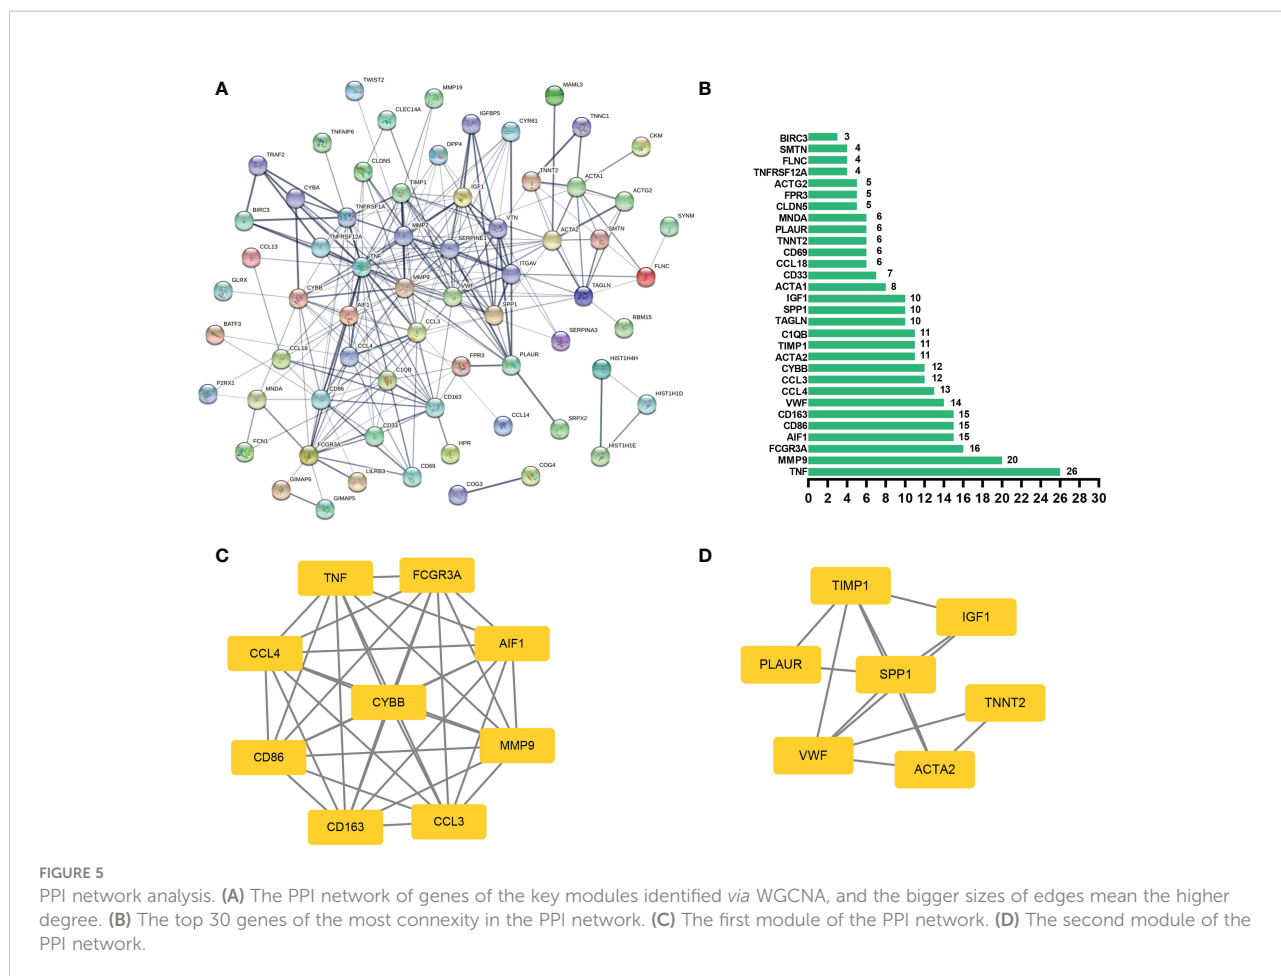 A
TWIST2
MMP19
MAML3
CLEC14A
IGFBP5
CYR61
TNNC1
TNFAIP6
CKM
DPP4
TRAF2
CLDN5
TNNT2
ACTA1
TIMP1
IGF1
CYBA
ACTG2
BIRC3
TNFRSF1A
VTN
SYNM
MMP2
ACTA2
SMTN
TNFRSF12A
SERPINE1
CCL13
TNF
ITGAV
FLNC
GLRX
CYBB
MMP9
VWF
TAGLN
AIF1
SPP1
BATF3
CCL3
SERPINA3
RBM15
CCL18
CCL4
FPR3
PLAUR
HIST1H4H
C1QB
P2RX1
MNDA
CD86
CD163
HIST1H1D
CCL14
SRPX2
FCN1
CD33
HPR
HIST1H1E
FCGR3A
LILRB3
CD69
COG4
GIMAP6
COG3
GIMAP5
B
BIRC3 3
SMTN 4
FLNC 4
TNFRSF12A 4
ACTG2 5
FPR3 5
CLDN5 5
MNDA 6
PLAUR 6
TNNT2 6
CD69 6
CCL18 6
CD33 7
ACTA1 8
IGF1 10
SPP1 10
TAGLN 10
C1QB 11
TIMP1 11
ACTA2 11
CYBB 12
CCL3 12
CCL4 13
VWF 14
CD163 15
CD86 15
AIF1 15
FCGR3A 16
MMP9 20
TNF 26
0 2 4 6 8 10 12 14 16 18 20 22 24 26 28 30
C
TNF
FCGR3A
CCL4
AIF1
CYBB
CD86
MMP9
CD163
CCL3
D
TIMP1
IGF1
PLAUR
SPP1
TNNT2
VWF
ACTA2
FIGURE 5
PPI network analysis. (A) The PPI network of genes of the key modules identified via WGCNA, and the bigger sizes of edges mean the higher
degree. (B) The top 30 genes of the most connexity in the PPI network. (C) The first module of the PPI network. (D) The second module of the
PPI network.